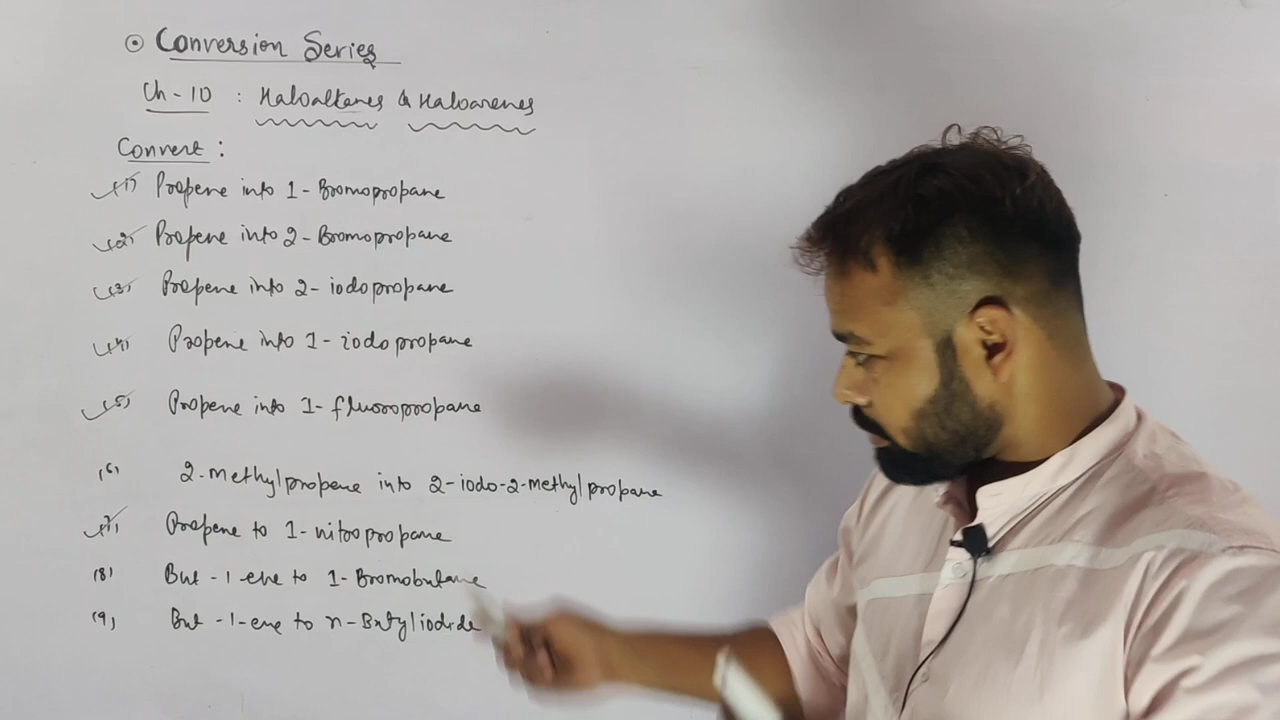 Conversion Series
Ch - 10 : Haloalkanes & Haloarenes
Convert :
(1) Propene into 1 - Bromopropane
(2) Propene into 2 - Bromopropane
(3) Propene into 2 - iodopropane
(4) Propene into 1 - iodopropane
(5) Propene into 1 - fluoropropane
(6) 2-Methylpropene into 2-iodo-2-Methylpropane
(7) Propene to 1 - nitropropane
(8) But -1-ene to 1-Bromobutane
(9) But -1-ene to n-Butyliodide